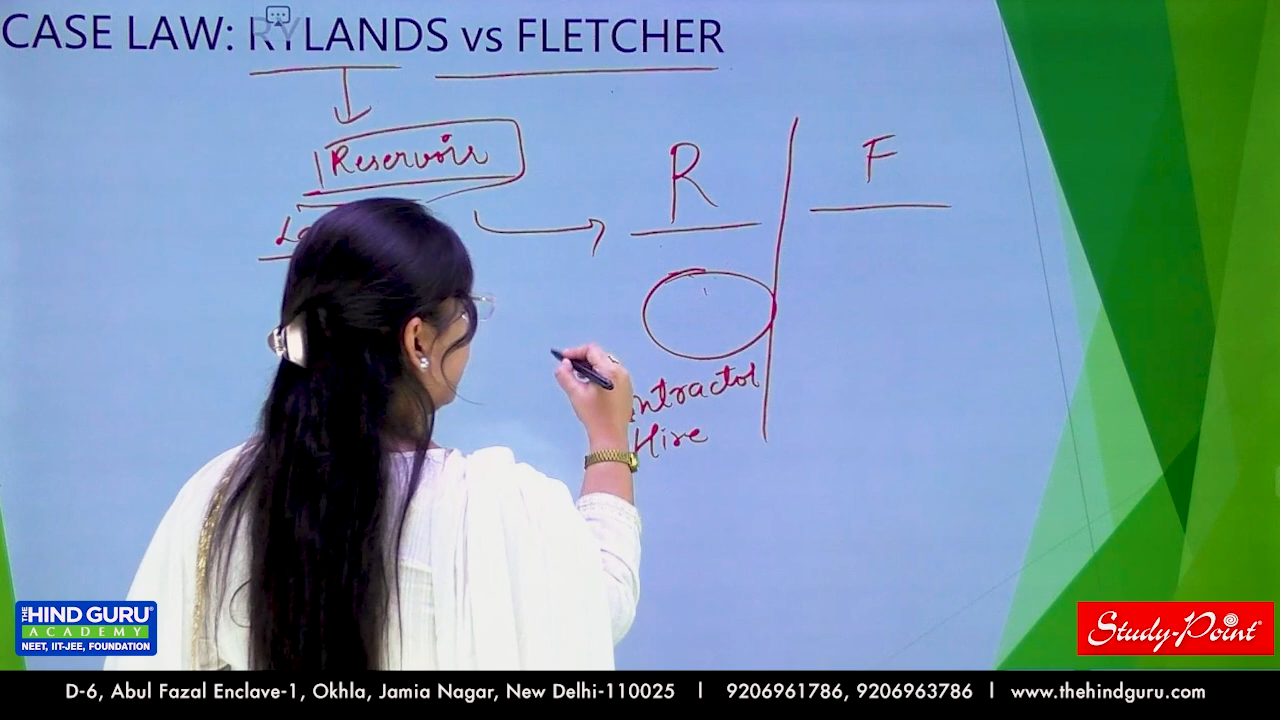 CASE LAW: RYLANDS vs FLETCHER
Reservoir
R
F
Hire
THE HIND GURU
ACADEMY
NEET, IIT-JEE, FOUNDATION
Study-Point
D-6, Abul Fazal Enclave-1, Okhla, Jamia Nagar, New Delhi-110025 | 9206961786, 9206963786 | www.thehindguru.com